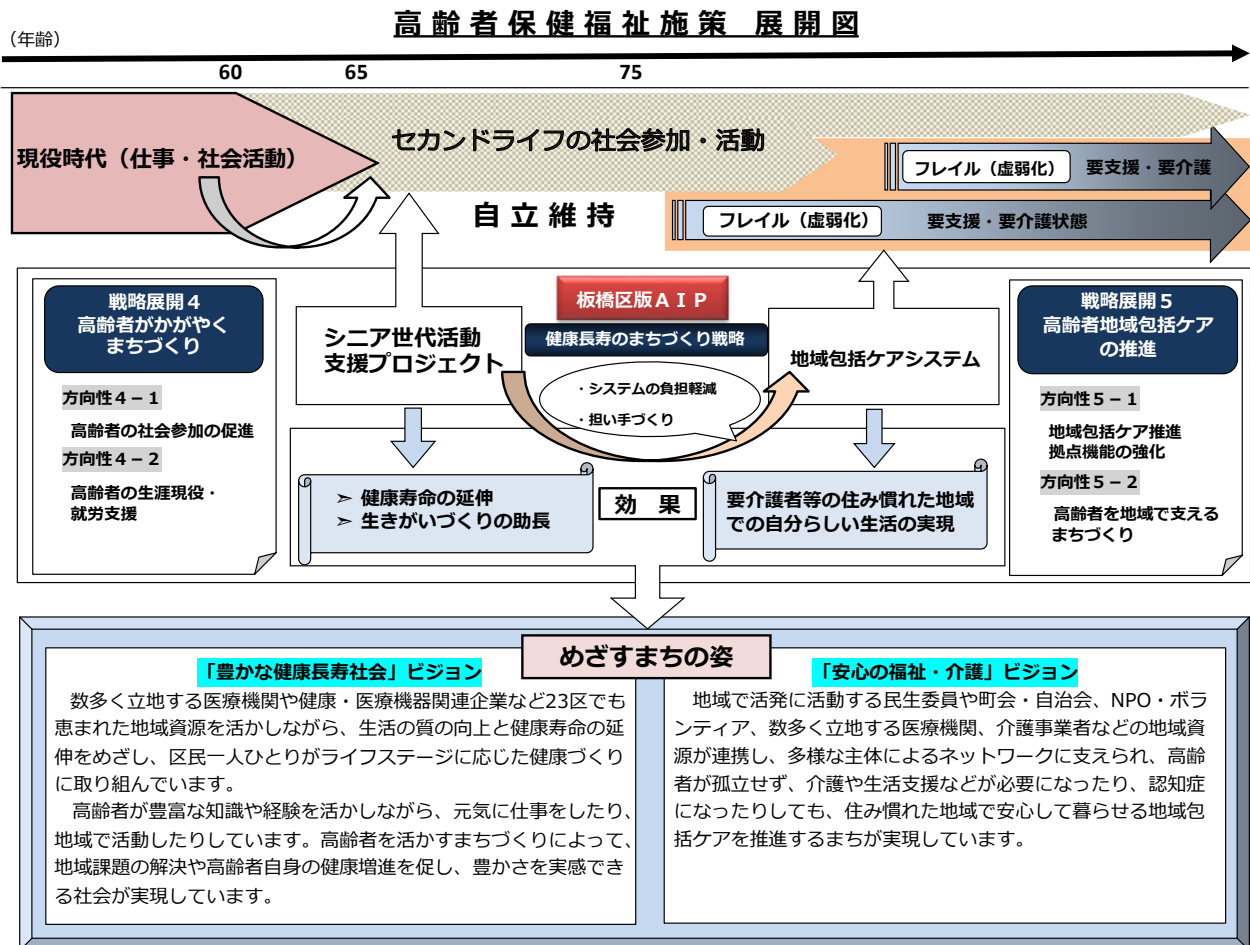 高齢者保健福祉施策 展開図
（年齢）
60
65
75
現役時代（仕事・社会活動）
セカンドライフの社会参加・活動
フレイル（虚弱化）
要支援・要介護
自立維持
フレイル（虚弱化）
要支援・要介護状態
戦略展開４
高齢者がかがやく
まちづくり
方向性４－１
高齢者の社会参加の促進
方向性４－２
高齢者の生涯現役・
就労支援
シニア世代活動
支援プロジェクト
板橋区版ＡＩＰ
健康長寿のまちづくり戦略
・システムの負担軽減
・担い手づくり
地域包括ケアシステム
戦略展開５
高齢者地域包括ケア
の推進
方向性５－１
地域包括ケア推進
拠点機能の強化
方向性５－２
高齢者を地域で支える
まちづくり
➢ 健康寿命の延伸
➢ 生きがいづくりの助長
効　果
要介護者等の住み慣れた地域
での自分らしい生活の実現
めざすまちの姿
「豊かな健康長寿社会」ビジョン
数多く立地する医療機関や健康・医療機器関連企業など23区でも
恵まれた地域資源を活かしながら、生活の質の向上と健康寿命の延
伸をめざし、区民一人ひとりがライフステージに応じた健康づくり
に取り組んでいます。
高齢者が豊富な知識や経験を活かしながら、元気に仕事をしたり、
地域で活動したりしています。高齢者を活かすまちづくりによって、
地域課題の解決や高齢者自身の健康増進を促し、豊かさを実感でき
る社会が実現しています。
「安心の福祉・介護」ビジョン
地域で活発に活動する民生委員や町会・自治会、NPO・ボラ
ンティア、数多く立地する医療機関、介護事業者などの地域資
源が連携し、多様な主体によるネットワークに支えられ、高齢
者が孤立せず、介護や生活支援などが必要になったり、認知症
になったりしても、住み慣れた地域で安心して暮らせる地域包
括ケアを推進するまちが実現しています。